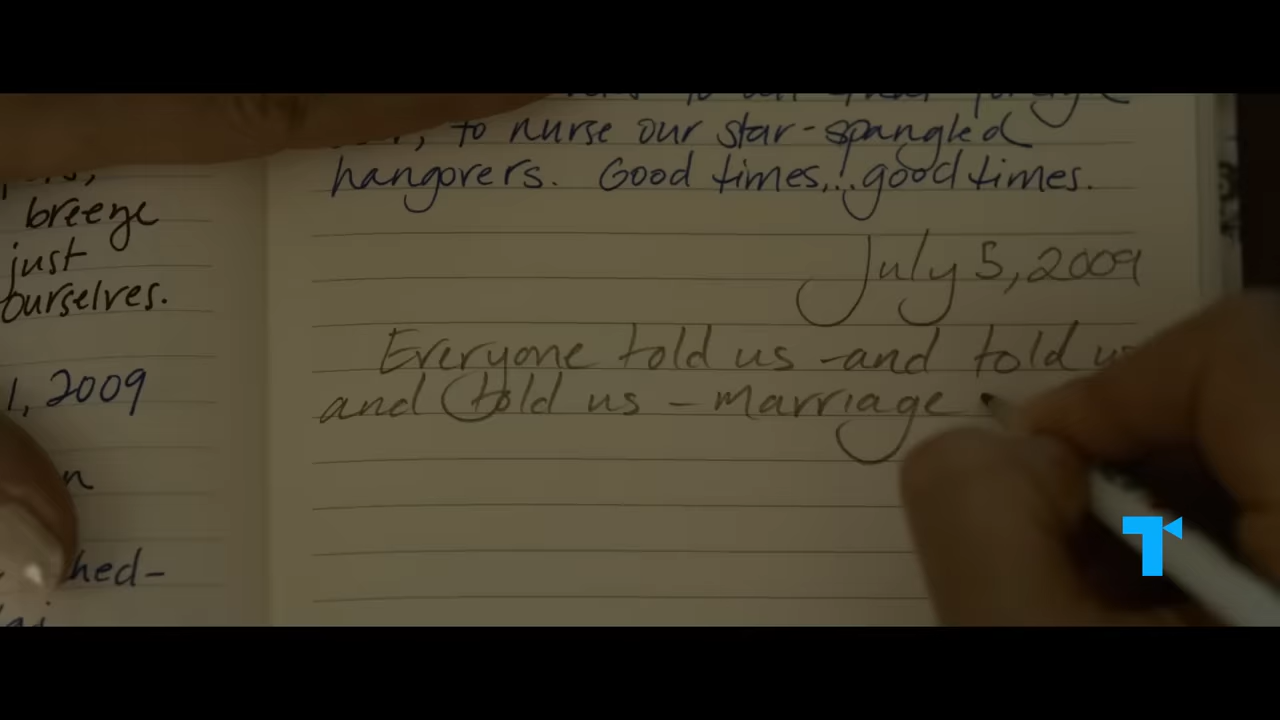 breeze
just
ourselves.
1, 2009
hed-
to nurse our star-spangled
hangovers. Good times...good times.
July 5, 2009
Everyone told us -and told us
and told us - marriage